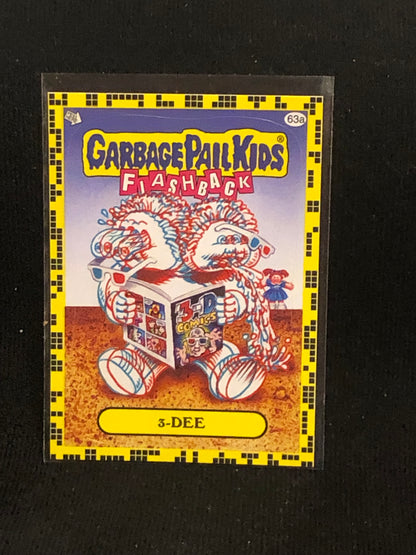 63a
GARBAGE PAIL KIDS®
FLASHBACK
3-D
COMICS
3-DEE